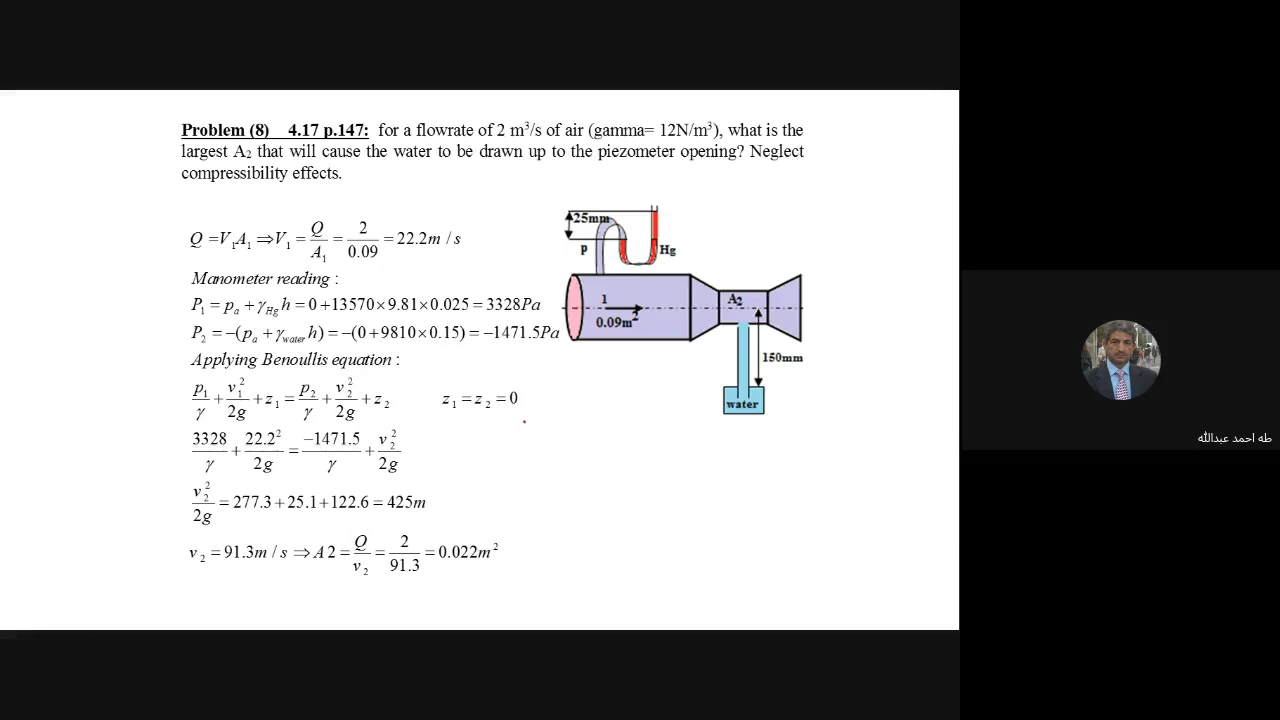 Problem (8) 4.17 p.147: for a flowrate of 2 m³/s of air (gamma= 12N/m³), what is the
largest A₂ that will cause the water to be drawn up to the piezometer opening? Neglect
compressibility effects.
Q =V₁A₁ ⇒V₁ = Q/A₁ = 2/0.09 = 22.2m / s
Manometer reading :
P₁ = pₐ + γ_Hg h = 0 +13570×9.81×0.025 = 3328Pa
P₂ = −(pₐ + γ_water h) = −(0+9810×0.15) = −1471.5Pa
Applying Benoullis equation :
p₁/γ + v₁²/2g + z₁ = p₂/γ + v₂²/2g + z₂ z₁ = z₂ = 0
3328/γ + 22.2²/2g = −1471.5/γ + v₂²/2g
v₂²/2g = 277.3+25.1+122.6 = 425m
v₂ = 91.3m / s ⇒ A 2 = Q/v₂ = 2/91.3 = 0.022m²
25mm
p
Hg
1
A₂
0.09m²
150mm
water
طه احمد عبدالله